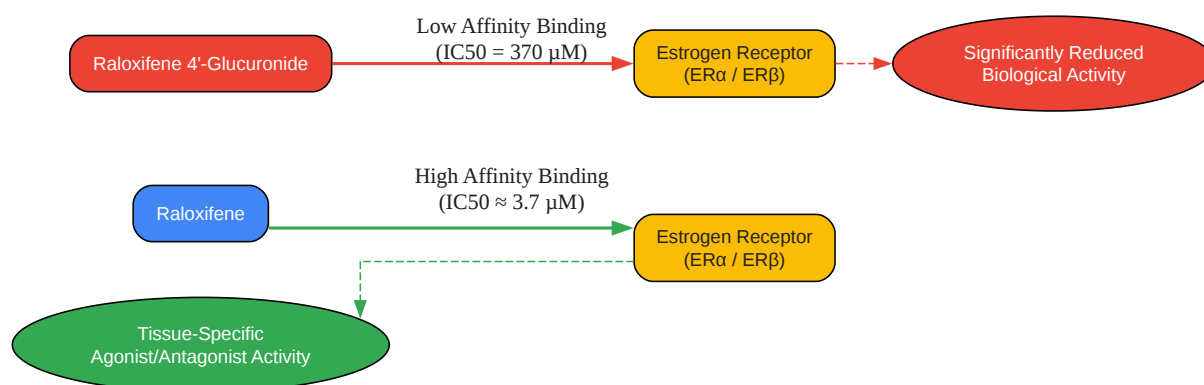 Low Affinity Binding
(IC50 = 370 µM)
Raloxifene 4'-Glucuronide
Estrogen Receptor
(ERα / ERβ)
Significantly Reduced
Biological Activity
High Affinity Binding
(IC50 ≈ 3.7 µM)
Raloxifene
Estrogen Receptor
(ERα / ERβ)
Tissue-Specific
Agonist/Antagonist Activity